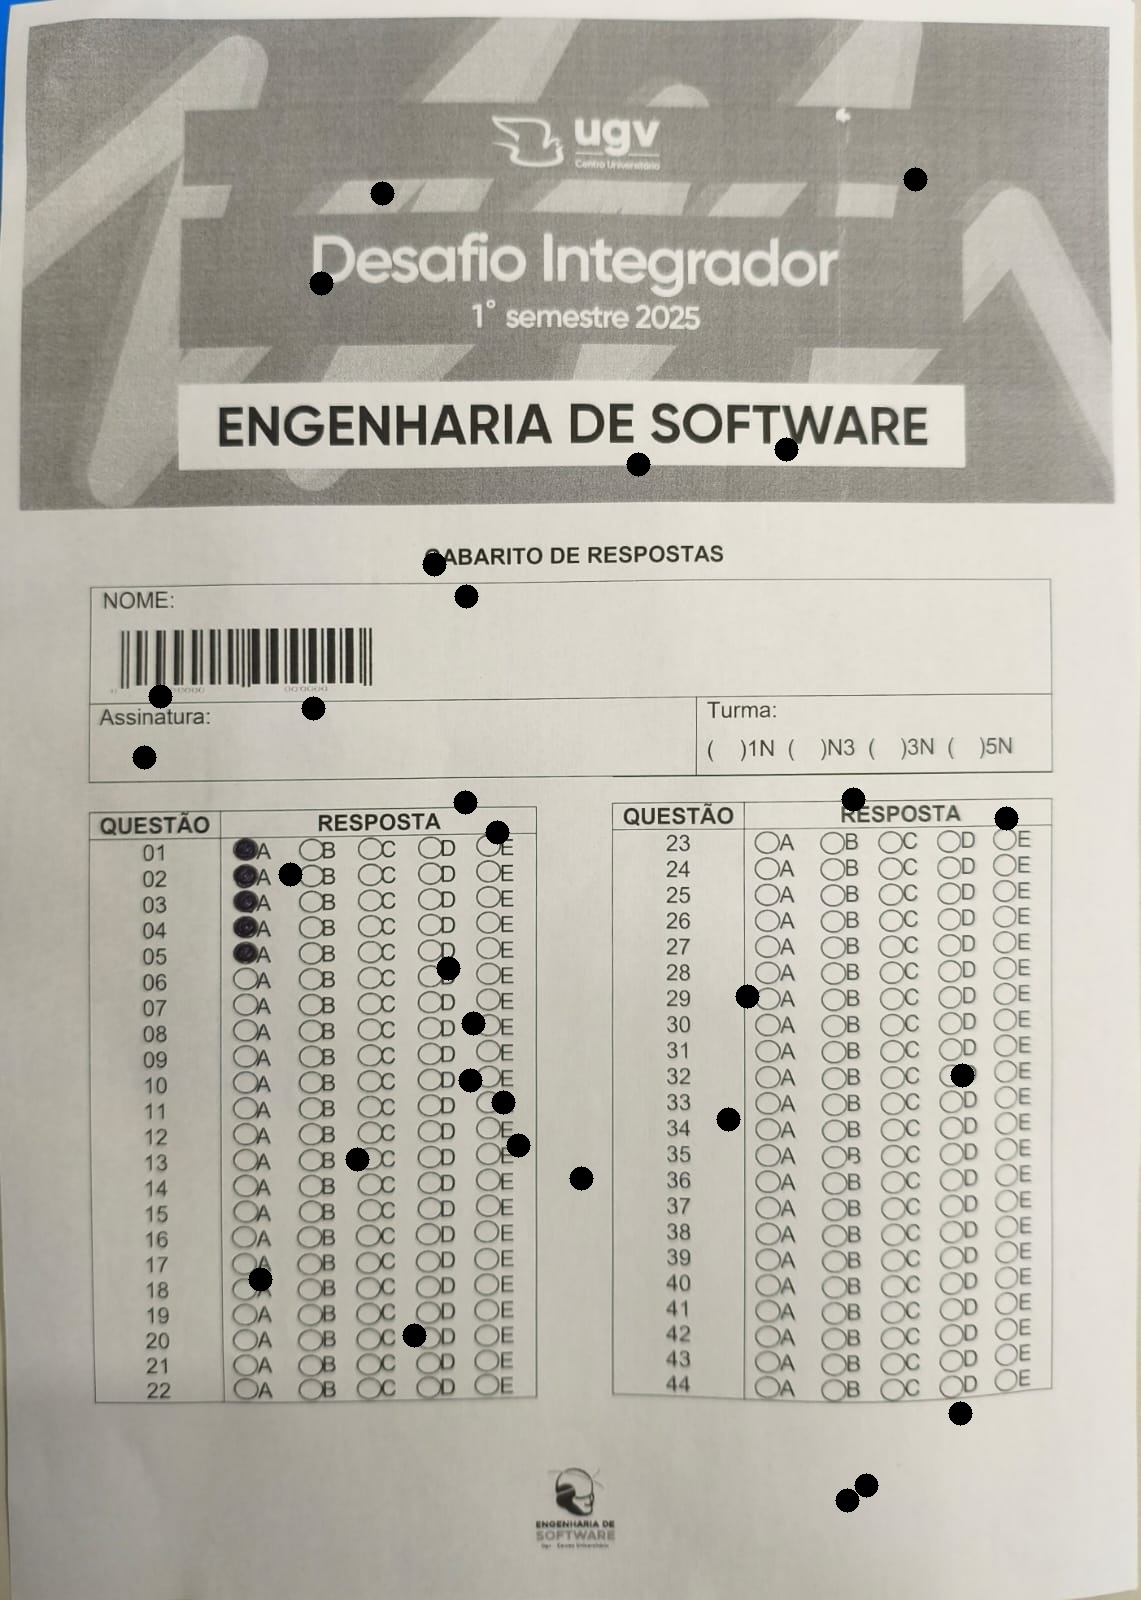 ugv
Centro Universitário
Desafio Integrador
1° semestre 2025
ENGENHARIA DE SOFTWARE
GABARITO DE RESPOSTAS
NOME:
Assinatura:
Turma:
( )1N ( )N3 ( )3N ( )5N
QUESTÃO RESPOSTA
01 A B C D E
02 A B C D E
03 A B C D E
04 A B C D E
05 A B C D E
06 A B C E
07 A B C D E
08 A B C D E
09 A B C D E
10 A B C D E
11 A B C D E
12 A B C D E
13 A B C D E
14 A B C D E
15 A B C D E
16 A B C D E
17 A B C D E
18 A B C D E
19 A B C D E
20 A B C D E
21 A B C D E
22 A B C D E
QUESTÃO RESPOSTA
23 A B C D E
24 A B C D E
25 A B C D E
26 A B C D E
27 A B C D E
28 A B C D E
29 A B C D E
30 A B C D E
31 A B C D E
32 A B C E
33 A B C D E
34 A B C D E
35 A B C D E
36 A B C D E
37 A B C D E
38 A B C D E
39 A B C D E
40 A B C D E
41 A B C D E
42 A B C D E
43 A B C D E
44 A B C D E
ENGENHARIA DE
SOFTWARE
Ugv - Centro Universitário